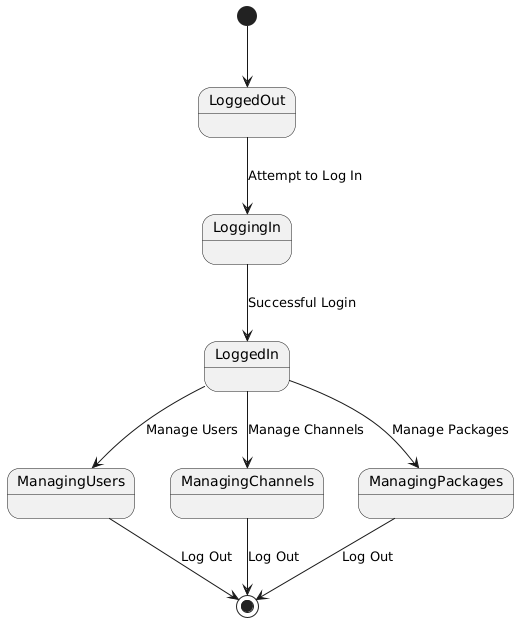 LoggedOut
Attempt to Log In
LoggingIn
Successful Login
LoggedIn
Manage Users
Manage Channels
Manage Packages
ManagingUsers
ManagingChannels
ManagingPackages
Log Out
Log Out
Log Out